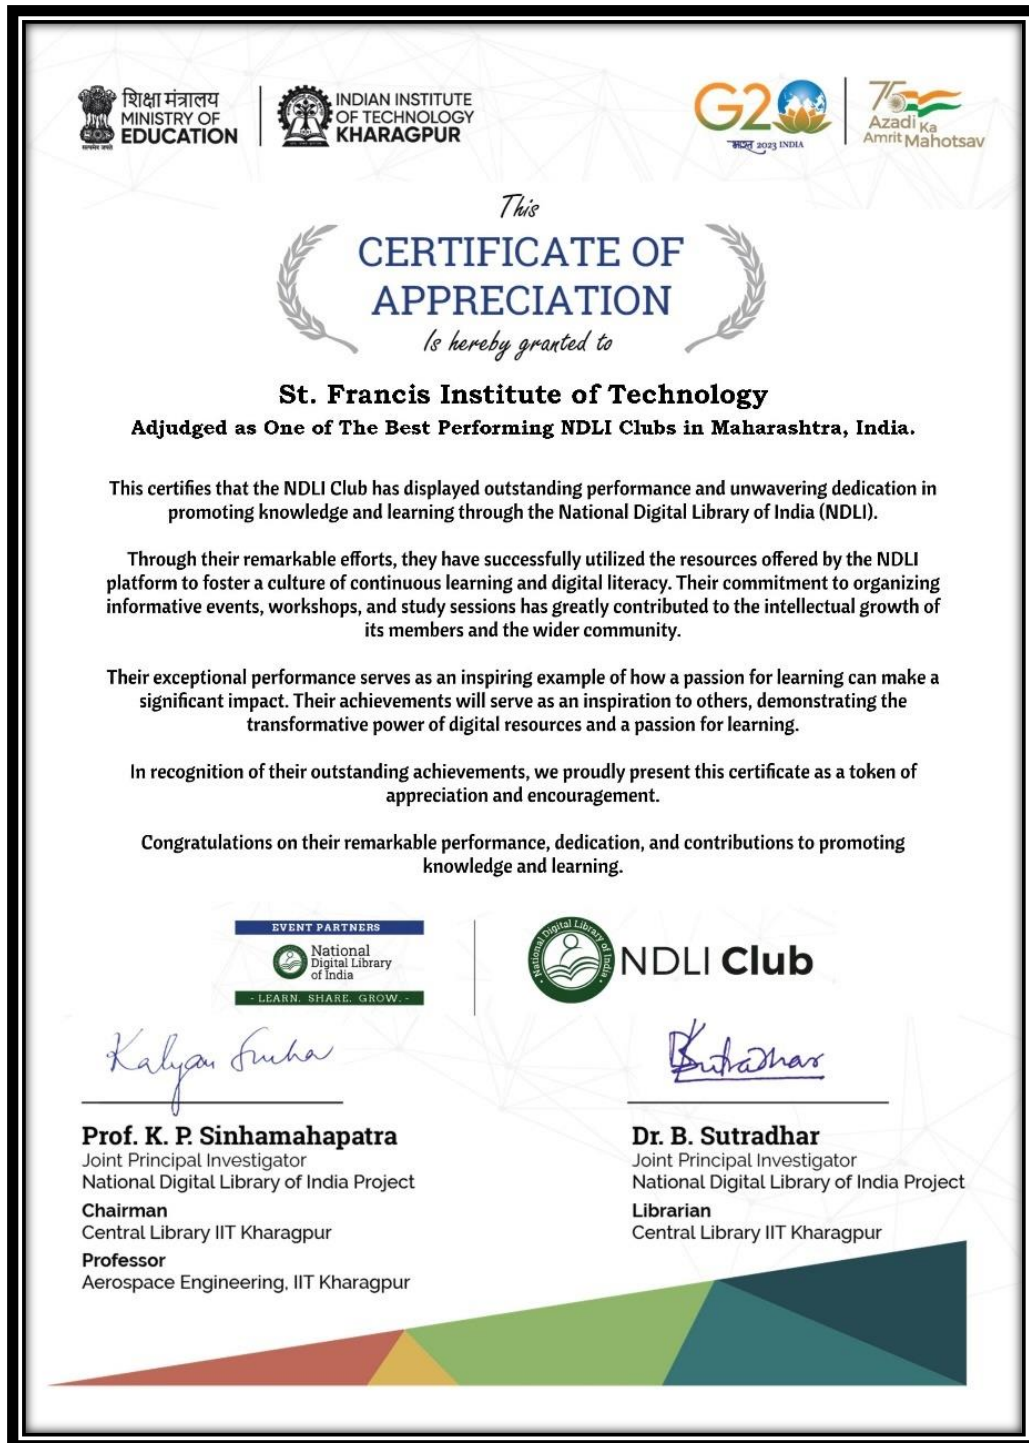 शिक्षा मंत्रालय
MINISTRY OF
EDUCATION
सत्यमेव जयते
INDIAN INSTITUTE
OF TECHNOLOGY
KHARAGPUR
G20
भारत 2023 INDIA
75
Azadi Ka
Amrit Mahotsav
This
CERTIFICATE OF
APPRECIATION
Is hereby granted to
St. Francis Institute of Technology
Adjudged as One of The Best Performing NDLI Clubs in Maharashtra, India.
This certifies that the NDLI Club has displayed outstanding performance and unwavering dedication in
promoting knowledge and learning through the National Digital Library of India (NDLI).
Through their remarkable efforts, they have successfully utilized the resources offered by the NDLI
platform to foster a culture of continuous learning and digital literacy. Their commitment to organizing
informative events, workshops, and study sessions has greatly contributed to the intellectual growth of
its members and the wider community.
Their exceptional performance serves as an inspiring example of how a passion for learning can make a
significant impact. Their achievements will serve as an inspiration to others, demonstrating the
transformative power of digital resources and a passion for learning.
In recognition of their outstanding achievements, we proudly present this certificate as a token of
appreciation and encouragement.
Congratulations on their remarkable performance, dedication, and contributions to promoting
knowledge and learning.
EVENT PARTNERS
National
Digital Library
of India
- LEARN. SHARE. GROW. -
National Digital Library of India
NDLI Club
Kalyan Sinha
BSutradhar
Prof. K. P. Sinhamahapatra
Joint Principal Investigator
National Digital Library of India Project
Chairman
Central Library IIT Kharagpur
Professor
Aerospace Engineering, IIT Kharagpur
Dr. B. Sutradhar
Joint Principal Investigator
National Digital Library of India Project
Librarian
Central Library IIT Kharagpur